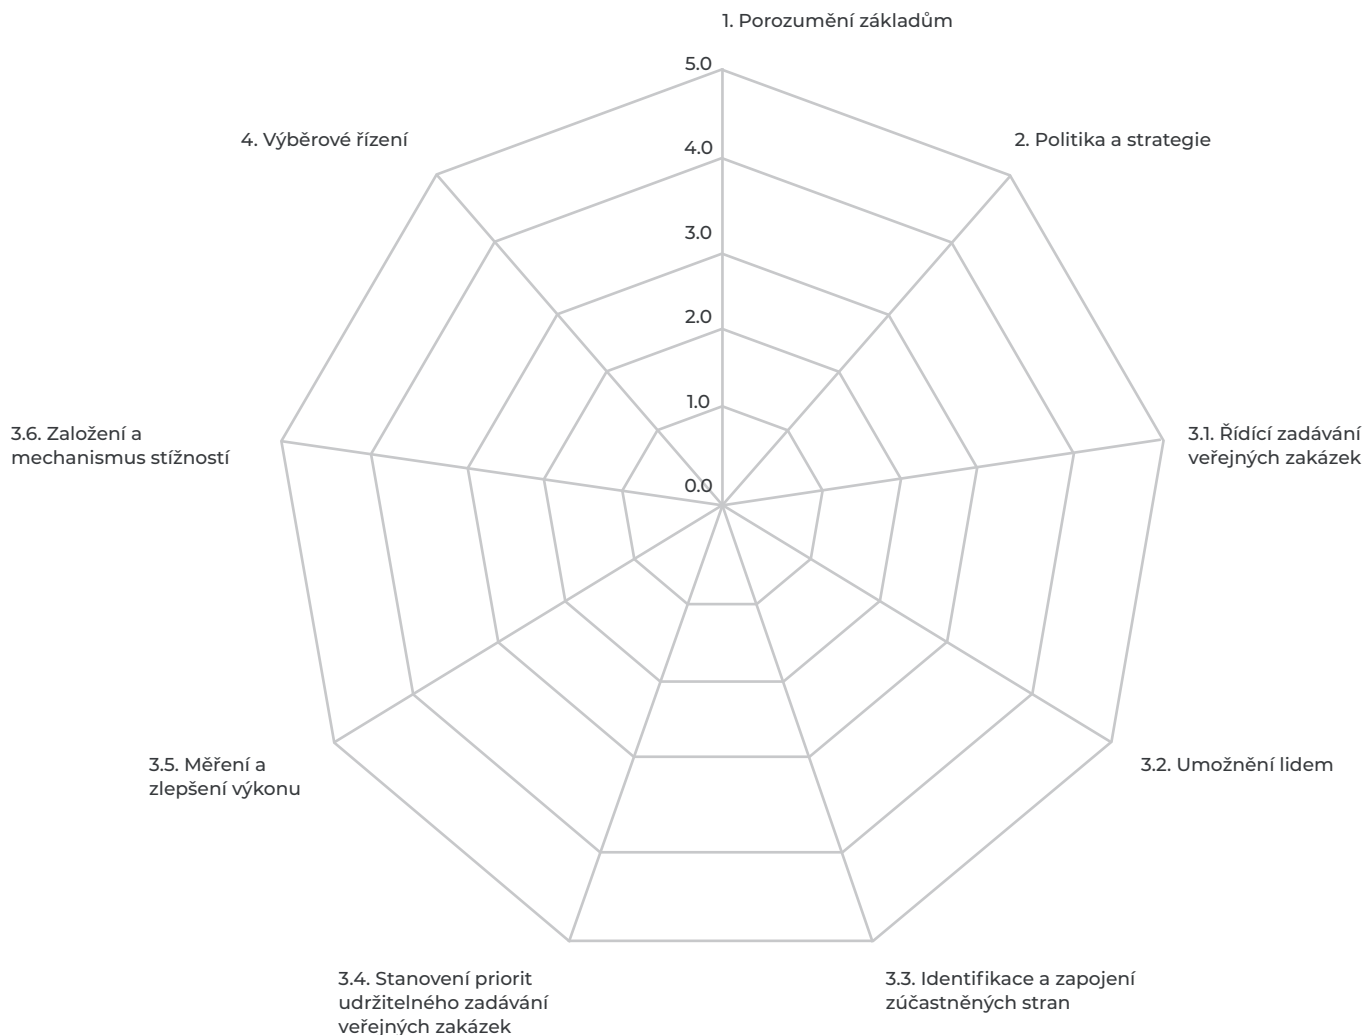 1. Porozumění základům
5.0
4. Výběrové řízení
2. Politika a strategie
4.0
3.0
2.0
1.0
0.0
3.6. Založení a
mechanismus stížností
3.1. Řídící zadávání
veřejných zakázek
3.5. Měření a
zlepšení výkonu
3.2. Umožnění lidem
3.4. Stanovení priorit
udržitelného zadávání
veřejných zakázek
3.3. Identifikace a zapojení
zúčastněných stran